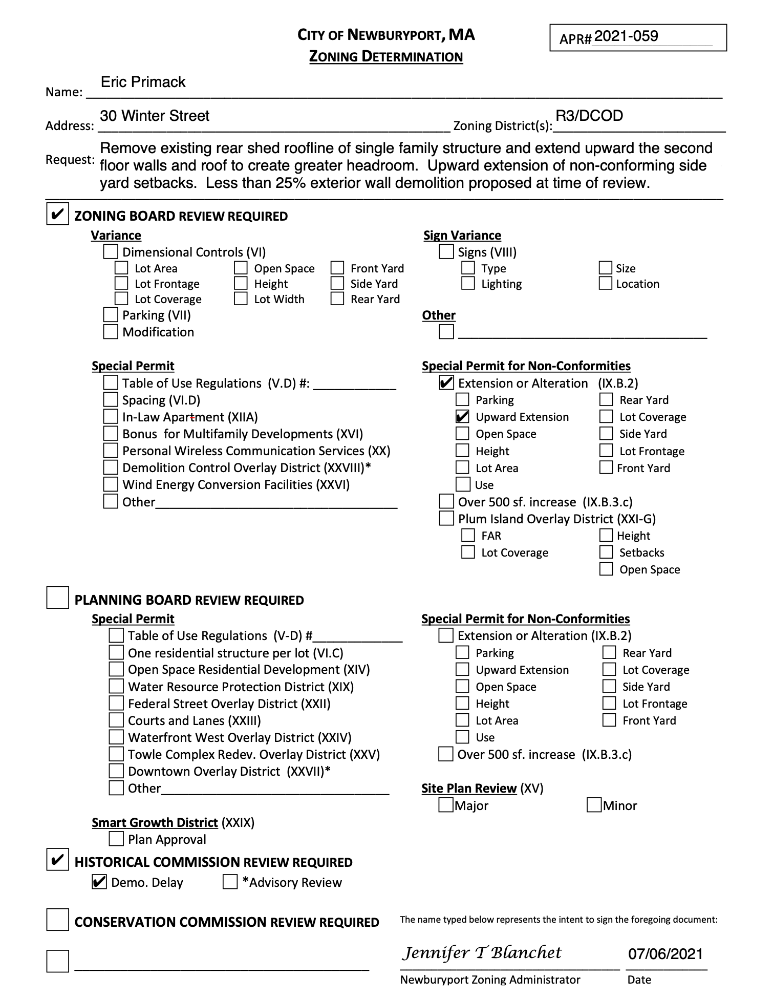 CITY OF NEWBURYPORT, MA
ZONING DETERMINATION
APR# 2021-059
Name: Eric Primack
Address: 30 Winter Street Zoning District(s): R3/DCOD
Request: Remove existing rear shed roofline of single family structure and extend upward the second
floor walls and roof to create greater headroom. Upward extension of non-conforming side
yard setbacks. Less than 25% exterior wall demolition proposed at time of review.
✔ ZONING BOARD REVIEW REQUIRED
Variance
Dimensional Controls (VI)
Lot Area Open Space Front Yard
Lot Frontage Height Side Yard
Lot Coverage Lot Width Rear Yard
Parking (VII)
Modification
Sign Variance
Signs (VIII)
Type Size
Lighting Location
Other
Special Permit
Table of Use Regulations (V.D) #:
Spacing (VI.D)
In-Law Apartment (XIIA)
Bonus for Multifamily Developments (XVI)
Personal Wireless Communication Services (XX)
Demolition Control Overlay District (XXVIII)*
Wind Energy Conversion Facilities (XXVI)
Other
Special Permit for Non-Conformities
✔ Extension or Alteration (IX.B.2)
Parking Rear Yard
✔ Upward Extension Lot Coverage
Open Space Side Yard
Height Lot Frontage
Lot Area Front Yard
Use
Over 500 sf. increase (IX.B.3.c)
Plum Island Overlay District (XXI-G)
FAR Height
Lot Coverage Setbacks
Open Space
PLANNING BOARD REVIEW REQUIRED
Special Permit
Table of Use Regulations (V-D) #
One residential structure per lot (VI.C)
Open Space Residential Development (XIV)
Water Resource Protection District (XIX)
Federal Street Overlay District (XXII)
Courts and Lanes (XXIII)
Waterfront West Overlay District (XXIV)
Towle Complex Redev. Overlay District (XXV)
Downtown Overlay District (XXVII)*
Other
Special Permit for Non-Conformities
Extension or Alteration (IX.B.2)
Parking Rear Yard
Upward Extension Lot Coverage
Open Space Side Yard
Height Lot Frontage
Lot Area Front Yard
Use
Over 500 sf. increase (IX.B.3.c)
Site Plan Review (XV)
Major Minor
Smart Growth District (XXIX)
Plan Approval
✔ HISTORICAL COMMISSION REVIEW REQUIRED
✔ Demo. Delay *Advisory Review
CONSERVATION COMMISSION REVIEW REQUIRED
The name typed below represents the intent to sign the foregoing document:
Jennifer T Blanchet 07/06/2021
Newburyport Zoning Administrator Date